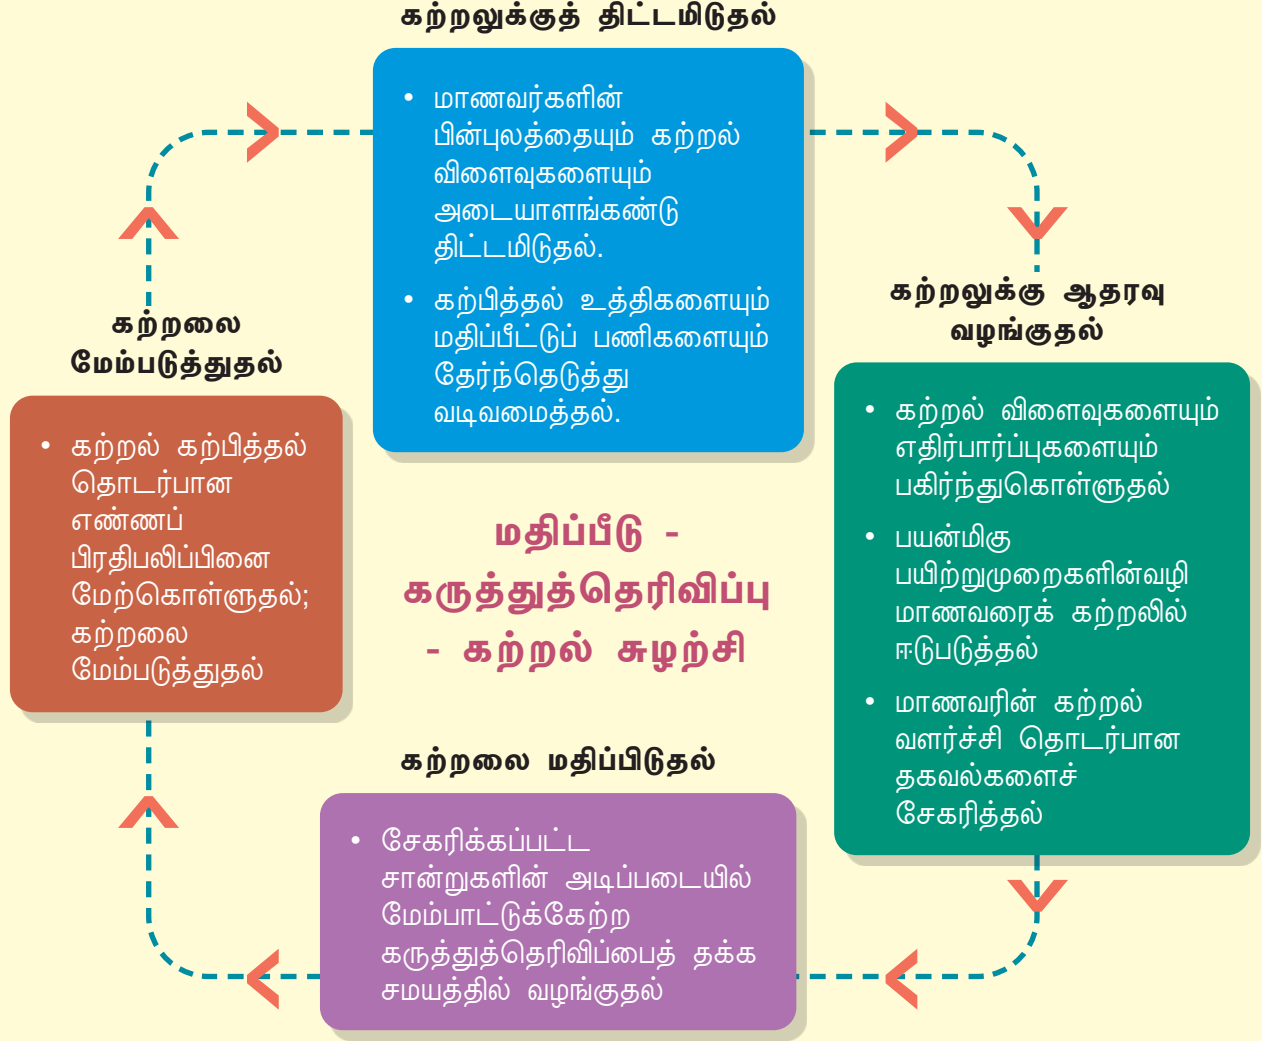 கற்றலுக்குத் திட்டமிடுதல்
• மாணவர்களின்
பின்புலத்தையும் கற்றல்
விளைவுகளையும்
அடையாளங்கண்டு
திட்டமிடுதல்.
• கற்பித்தல் உத்திகளையும்
மதிப்பீட்டுப் பணிகளையும்
தேர்ந்தெடுத்து
வடிவமைத்தல்.
கற்றலுக்கு ஆதரவு
வழங்குதல்
• கற்றல் விளைவுகளையும்
எதிர்பார்ப்புகளையும்
பகிர்ந்துகொள்ளுதல்
• பயன்மிகு
பயிற்றுமுறைகளின்வழி
மாணவரைக் கற்றலில்
ஈடுபடுத்தல்
• மாணவரின் கற்றல்
வளர்ச்சி தொடர்பான
தகவல்களைச்
சேகரித்தல்
கற்றலை
மேம்படுத்துதல்
• கற்றல் கற்பித்தல்
தொடர்பான
எண்ணப்
பிரதிபலிப்பினை
மேற்கொள்ளுதல்;
கற்றலை
மேம்படுத்துதல்
மதிப்பீடு -
கருத்துத்தெரிவிப்பு
- கற்றல் சுழற்சி
கற்றலை மதிப்பிடுதல்
• சேகரிக்கப்பட்ட
சான்றுகளின் அடிப்படையில்
மேம்பாட்டுக்கேற்ற
கருத்துத்தெரிவிப்பைத் தக்க
சமயத்தில் வழங்குதல்